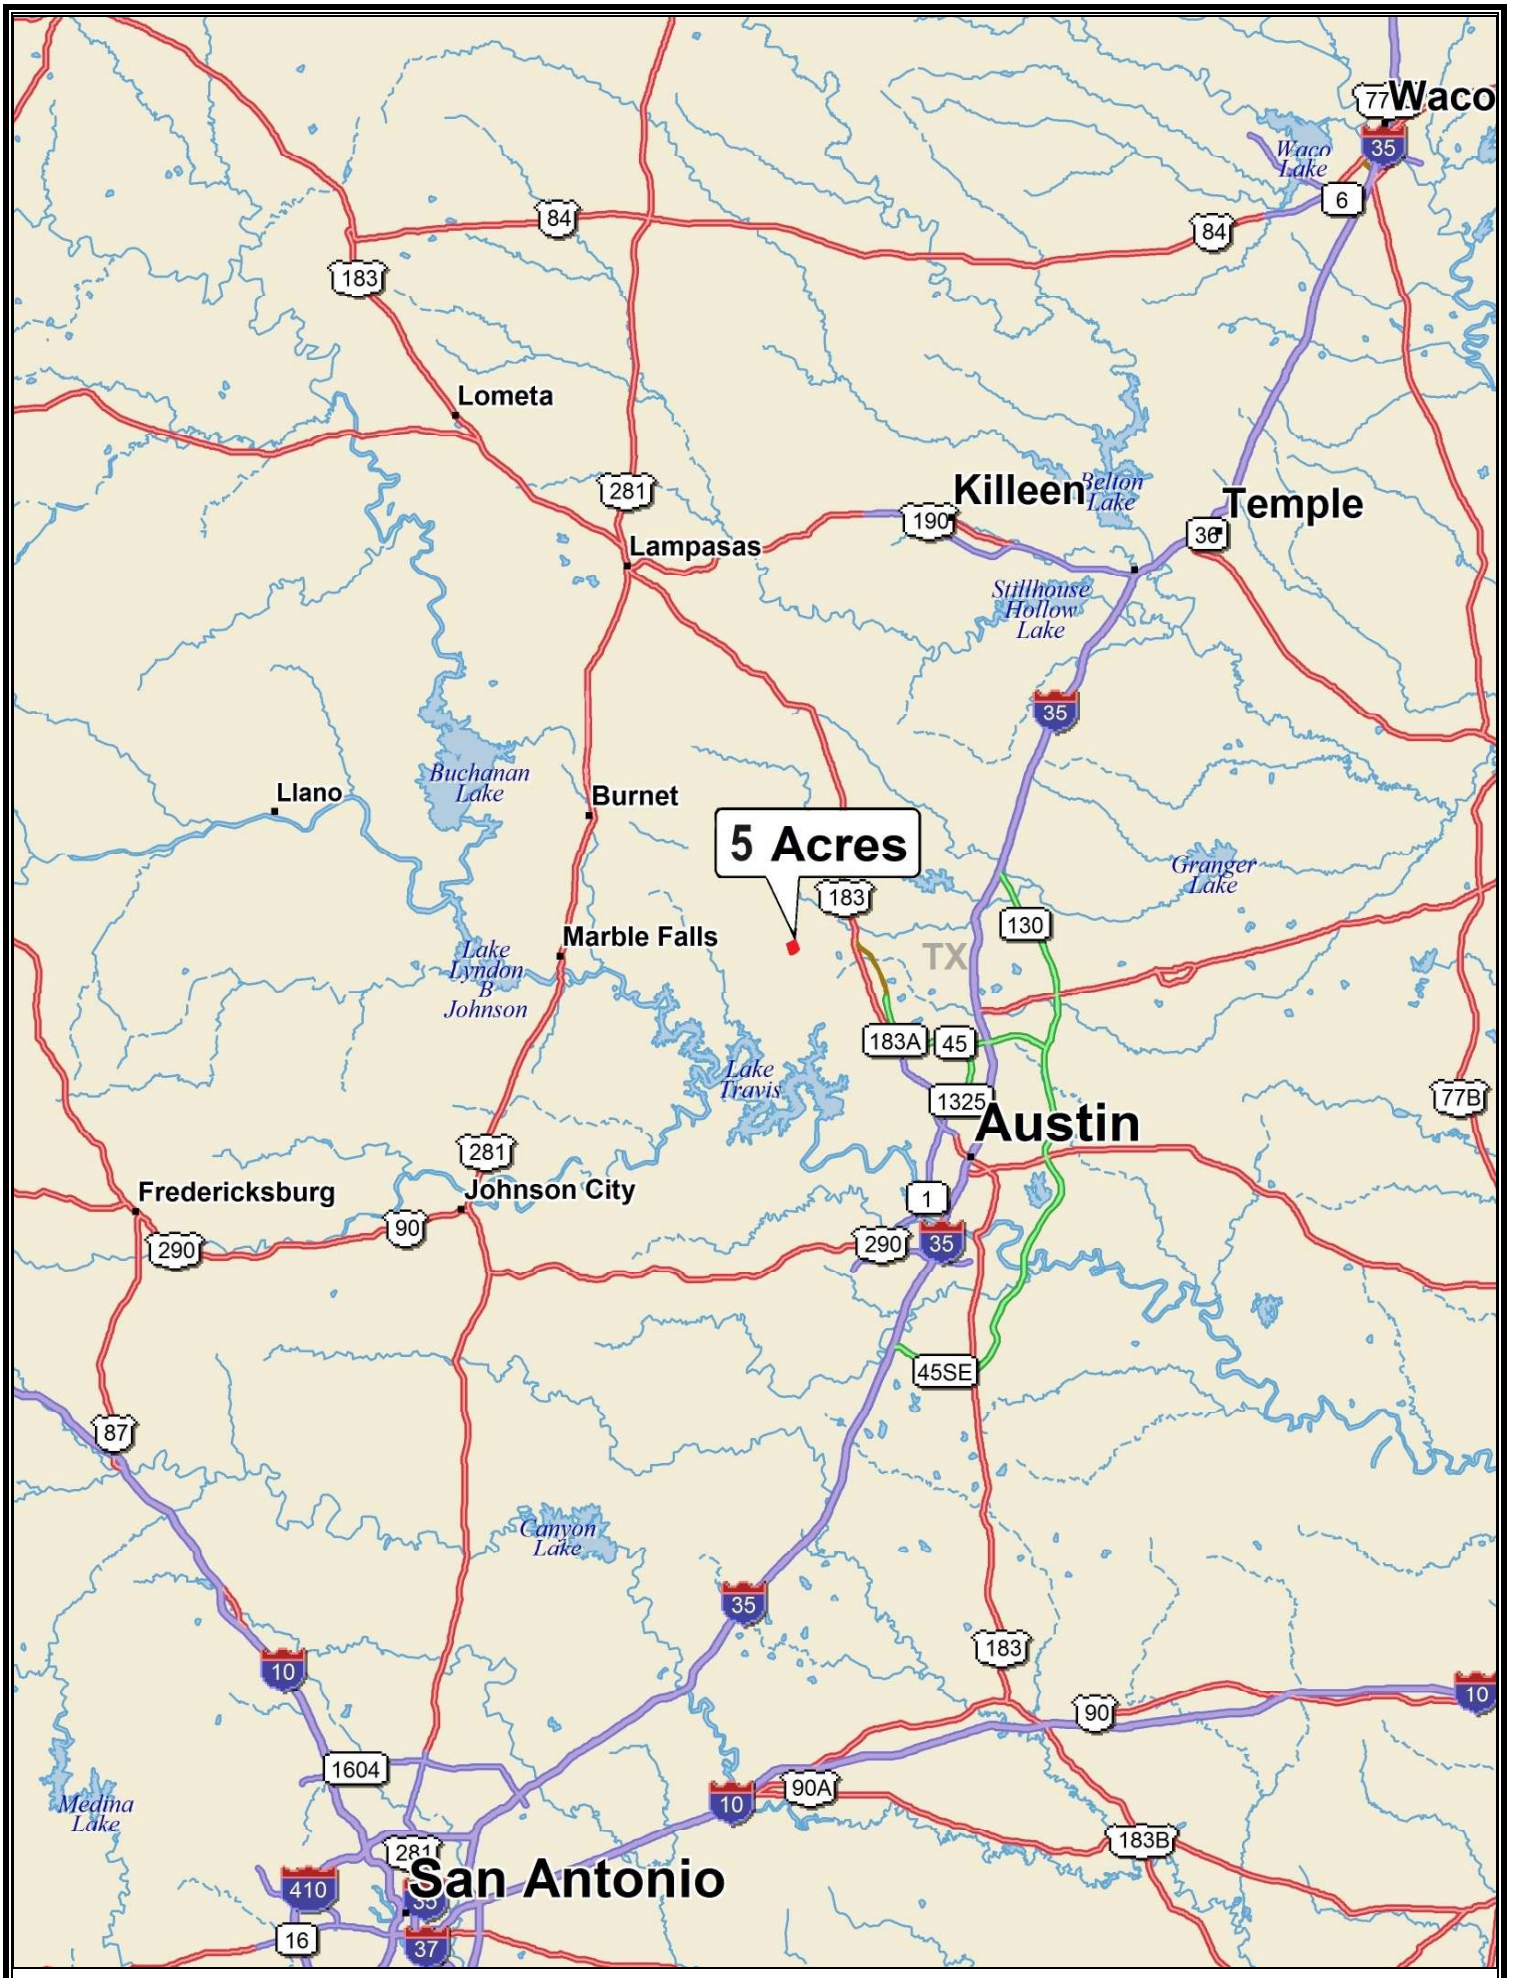 77
Waco
35
Waco
Lake
6
84
84
183
Lometa
281
Killeen
Belton
Lake
190
Temple
36
Lampasas
Stillhouse
Hollow
Lake
35
Buchanan
Lake
Llano
Burnet
5 Acres
Granger
Lake
183
130
Marble Falls
TX
Lake
Lyndon
B
Johnson
183A
45
Lake
Travis
1325
77B
Austin
281
Fredericksburg
Johnson City
1
90
290
290
35
45SE
87
Canyon
Lake
35
183
10
10
90
1604
90A
10
Medina
Lake
183B
281
San Antonio
410
35
16
37